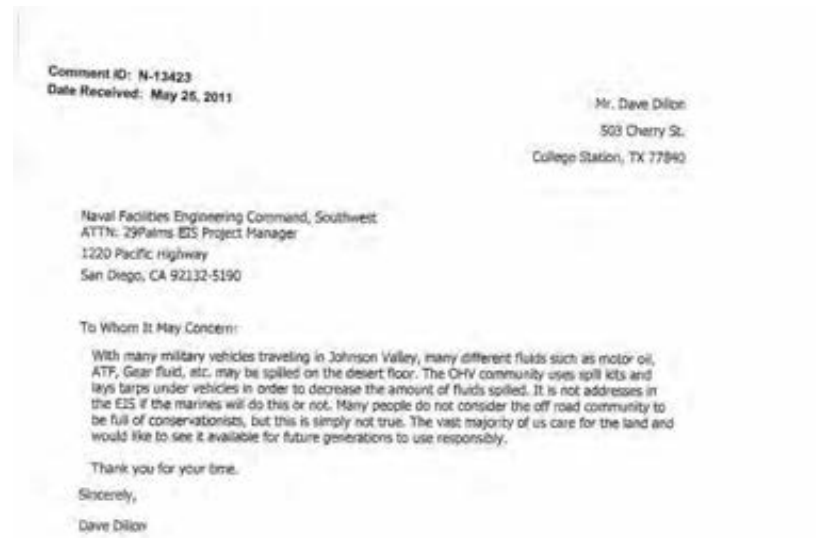 Comment ID: N-13423
Date Received: May 25, 2011
Mr. Dave Dillon
503 Cherry St.
College Station, TX 77840
Naval Facilities Engineering Command, Southwest
ATTN: 29Palms EIS Project Manager
1220 Pacific Highway
San Diego, CA 92132-5190
To Whom It May Concern:
With many military vehicles traveling in Johnson Valley, many different fluids such as motor oil,
ATF, Gear fluid, etc. may be spilled on the desert floor. The OHV community uses spill kits and
lays tarps under vehicles in order to decrease the amount of fluids spilled. It is not addresses in
the EIS if the marines will do this or not. Many people do not consider the off road community to
be full of conservationists, but this is simply not true. The vast majority of us care for the land and
would like to see it available for future generations to use responsibly.
Thank you for your time.
Sincerely,
Dave Dillon